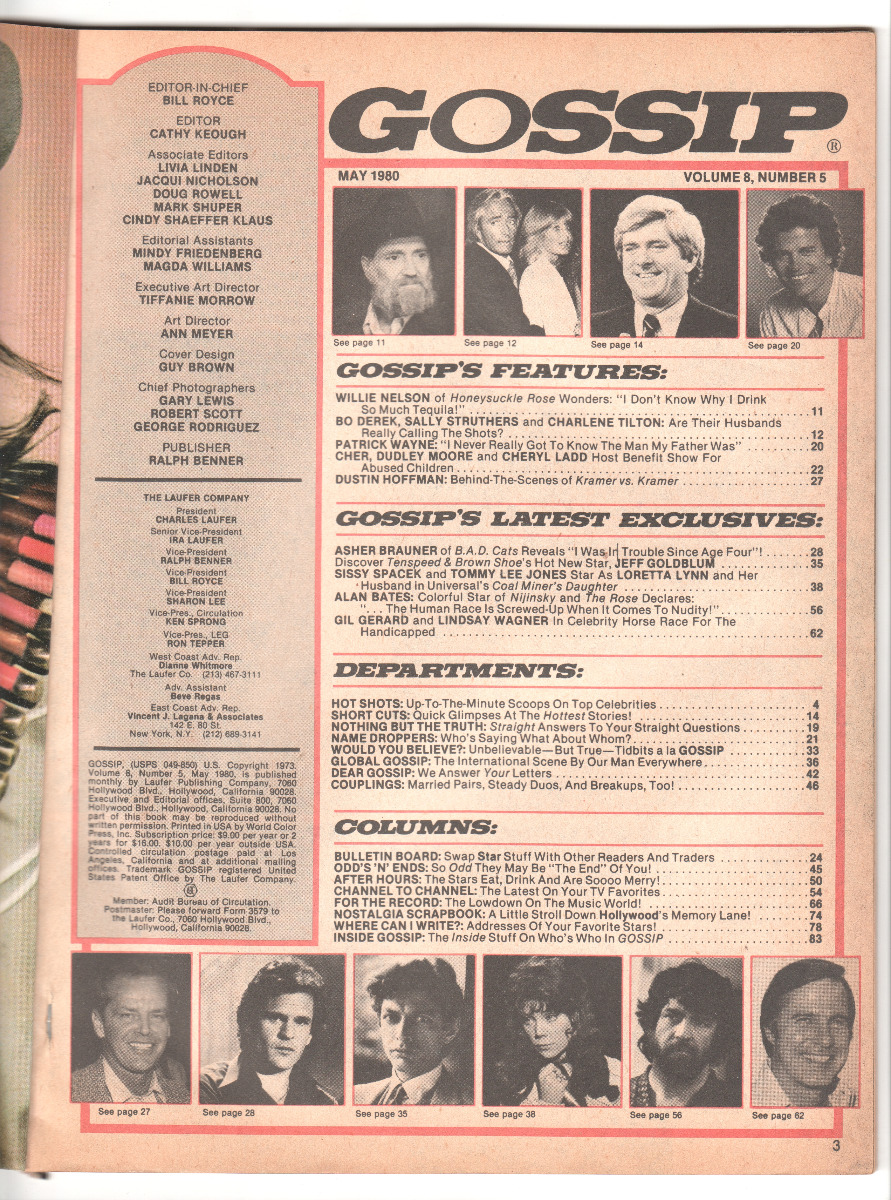 EDITOR-IN-CHIEF
BILL ROYCE
EDITOR
CATHY KEOUGH
Associate Editors
LIVIA LINDEN
JACQUI NICHOLSON
DOUG ROWELL
MARK SHUPER
CINDY SHAEFFER KLAUS
Editorial Assistants
MINDY FRIEDENBERG
MAGDA WILLIAMS
Executive Art Director
TIFFANIE MORROW
Art Director
ANN MEYER
Cover Design
GUY BROWN
Chief Photographers
GARY LEWIS
ROBERT SCOTT
GEORGE RODRIGUEZ
PUBLISHER
RALPH BENNER
THE LAUFER COMPANY
President
CHARLES LAUFER
Senior Vice-President
IRA LAUFER
Vice-President
RALPH BENNER
Vice-President
BILL ROYCE
Vice-President
SHARON LEE
Vice-Pres., Circulation
KEN SPRONG
Vice-Pres., LEG
RON TEPPER
West Coast Adv. Rep.
Dianne Whitmore
The Laufer Co. (213) 467-3111
Adv. Assistant
Beve Regas
East Coast Adv. Rep.
Vincent J. Lagana & Associates
142 E. 80 St.
New York, N.Y. (212) 689-3141
GOSSIP, (USPS 049-850) U.S. Copyright 1973.
Volume 8, Number 5, May 1980, is published
monthly by Laufer Publishing Company, 7060
Hollywood Blvd., Hollywood, California 90028.
Executive and Editorial offices, Suite 800, 7060
Hollywood Blvd., Hollywood, California 90028. No
part of this book may be reproduced without
written permission. Printed in USA by World Color
Press, Inc. Subscription price: $9.00 per year or 2
years for $16.00. $10.00 per year outside USA.
Controlled circulation postage paid at Los
Angeles, California and at additional mailing
offices. Trademark GOSSIP registered United
States Patent Office by The Laufer Company.
Member: Audit Bureau of Circulation.
Postmaster: Please forward Form 3579 to
the Laufer Co., 7060 Hollywood Blvd.,
Hollywood, California 90028.
GOSSIP®
MAY 1980 VOLUME 8, NUMBER 5
See page 11 See page 12 See page 14 See page 20
GOSSIP'S FEATURES:
WILLIE NELSON of Honeysuckle Rose Wonders: "I Don't Know Why I Drink
So Much Tequila!" ........ 11
BO DEREK, SALLY STRUTHERS and CHARLENE TILTON: Are Their Husbands
Really Calling The Shots? ........ 12
PATRICK WAYNE: "I Never Really Got To Know The Man My Father Was" ........ 20
CHER, DUDLEY MOORE and CHERYL LADD Host Benefit Show For
Abused Children ........ 22
DUSTIN HOFFMAN: Behind-The-Scenes of Kramer vs. Kramer ........ 27
GOSSIP'S LATEST EXCLUSIVES:
ASHER BRAUNER of B.A.D. Cats Reveals "I Was In Trouble Since Age Four"! ........ 28
Discover Tenspeed & Brown Shoe's Hot New Star, JEFF GOLDBLUM ........ 35
SISSY SPACEK and TOMMY LEE JONES Star As LORETTA LYNN and Her
Husband in Universal's Coal Miner's Daughter ........ 38
ALAN BATES: Colorful Star of Nijinsky and The Rose Declares:
"... The Human Race Is Screwed-Up When It Comes To Nudity!" ........ 56
GIL GERARD and LINDSAY WAGNER In Celebrity Horse Race For The
Handicapped ........ 62
DEPARTMENTS:
HOT SHOTS: Up-To-The-Minute Scoops On Top Celebrities ........ 4
SHORT CUTS: Quick Glimpses At The Hottest Stories! ........ 14
NOTHING BUT THE TRUTH: Straight Answers To Your Straight Questions ........ 19
NAME DROPPERS: Who's Saying What About Whom? ........ 21
WOULD YOU BELIEVE?: Unbelievable—But True—Tidbits a la GOSSIP ........ 33
GLOBAL GOSSIP: The International Scene By Our Man Everywhere ........ 36
DEAR GOSSIP: We Answer Your Letters ........ 42
COUPLINGS: Married Pairs, Steady Duos, And Breakups, Too! ........ 46
COLUMNS:
BULLETIN BOARD: Swap Star Stuff With Other Readers And Traders ........ 24
ODD'S 'N' ENDS: So Odd They May Be "The End" Of You! ........ 45
AFTER HOURS: The Stars Eat, Drink And Are Soooo Merry! ........ 50
CHANNEL TO CHANNEL: The Latest On Your TV Favorites ........ 54
FOR THE RECORD: The Lowdown On The Music World! ........ 66
NOSTALGIA SCRAPBOOK: A Little Stroll Down Hollywood's Memory Lane! ........ 74
WHERE CAN I WRITE?: Addresses Of Your Favorite Stars! ........ 78
INSIDE GOSSIP: The Inside Stuff On Who's Who In GOSSIP ........ 83
See page 27 See page 28 See page 35 See page 38 See page 56 See page 62
3